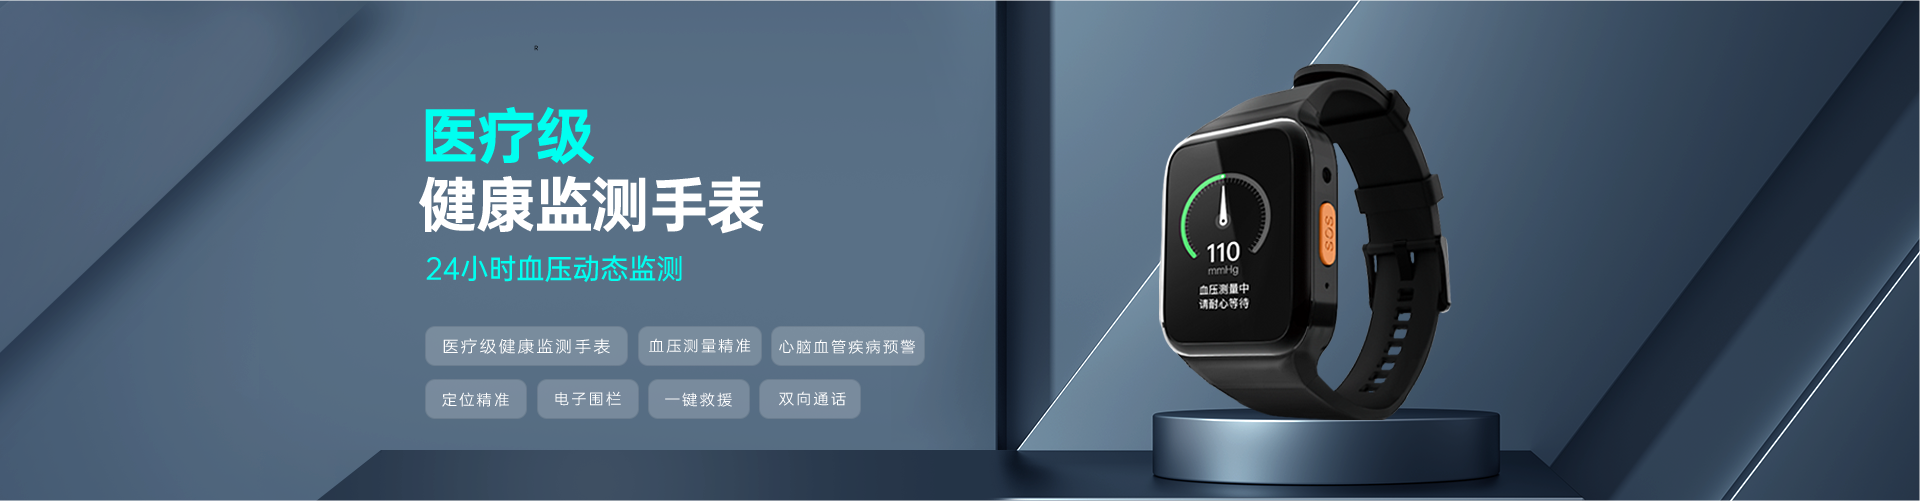 R
医疗级
健康监测手表
24小时血压动态监测
医疗级健康监测手表
血压测量精准
心脑血管疾病预警
定位精准
电子围栏
一键救援
双向通话
110
mmHg
血压测量中
请耐心等待
SOS